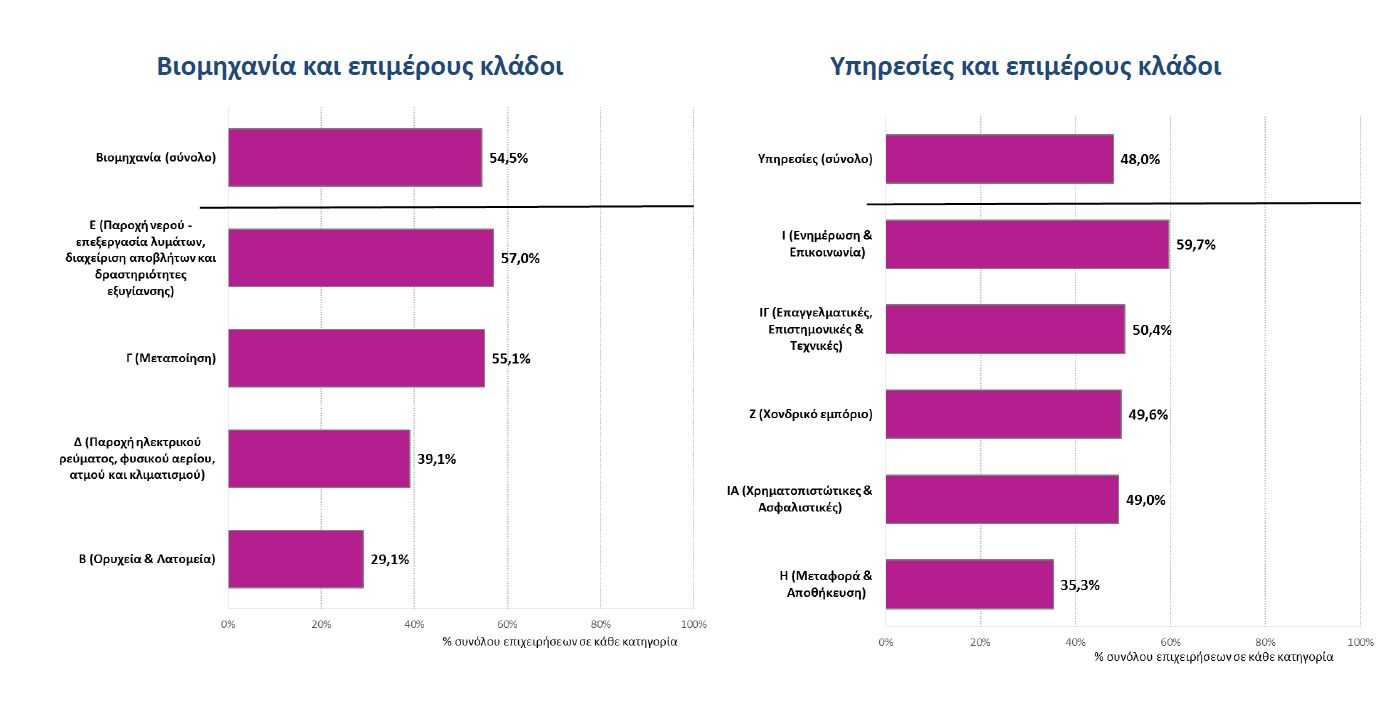 Βιομηχανία και επιμέρους κλάδοι
Βιομηχανία (σύνολο)
54,5%
Ε (Παροχή νερού -
επεξεργασία λυμάτων,
διαχείριση αποβλήτων και
δραστηριότητες
εξυγίανσης)
57,0%
Γ (Μεταποίηση)
55,1%
Δ (Παροχή ηλεκτρικού
ρεύματος, φυσικού αερίου,
ατμού και κλιματισμού)
39,1%
Β (Ορυχεία & Λατομεία)
29,1%
0% 20% 40% 60% 80% 100%
% συνόλου επιχειρήσεων σε κάθε κατηγορία
Υπηρεσίες και επιμέρους κλάδοι
Υπηρεσίες (σύνολο)
48,0%
Ι (Ενημέρωση &
Επικοινωνία)
59,7%
ΙΓ (Επαγγελματικές,
Επιστημονικές &
Τεχνικές)
50,4%
Ζ (Χονδρικό εμπόριο)
49,6%
ΙΑ (Χρηματοπιστώτικες &
Ασφαλιστικές)
49,0%
Η (Μεταφορά &
Αποθήκευση)
35,3%
0% 20% 40% 60% 80% 100%
% συνόλου επιχειρήσεων σε κάθε κατηγορία